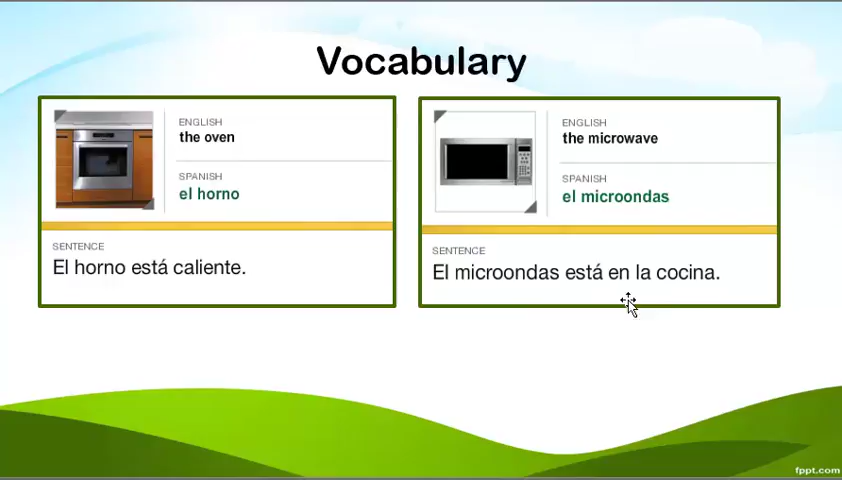 Vocabulary
ENGLISH
the oven
SPANISH
el horno
SENTENCE
El horno está caliente.
ENGLISH
the microwave
SPANISH
el microondas
SENTENCE
El microondas está en la cocina.
fppt.com